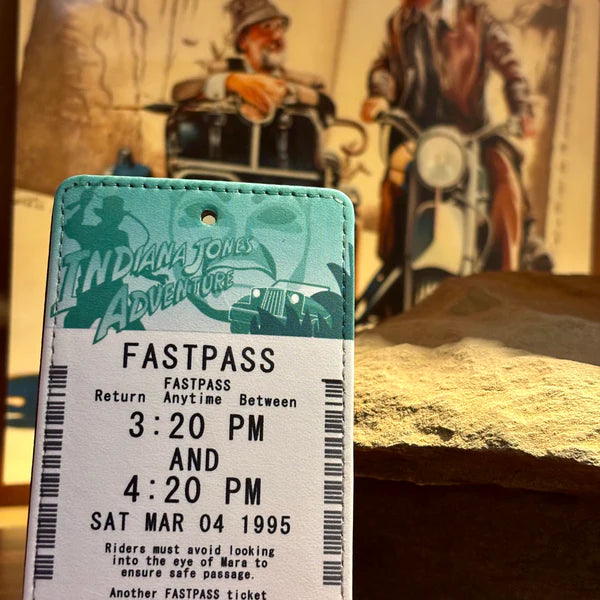 INDIANA JONES
ADVENTURE
FASTPASS
FASTPASS
Return Anytime Between
3:20 PM
AND
4:20 PM
SAT MAR 04 1995
Riders must avoid looking
into the eye of Mara to
ensure safe passage.
Another FASTPASS ticket